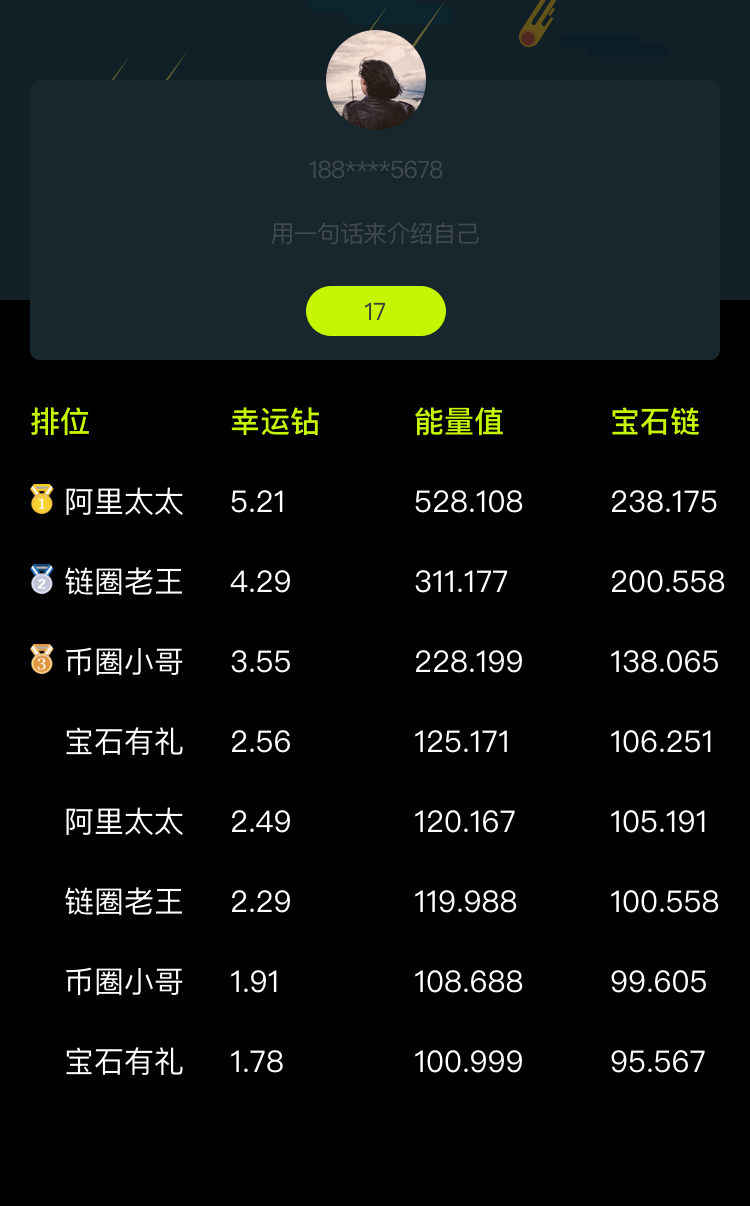 188****5678
用一句话来介绍自己
17
排位 幸运钻 能量值 宝石链
1 阿里太太 5.21 528.108 238.175
2 链圈老王 4.29 311.177 200.558
3 币圈小哥 3.55 228.199 138.065
宝石有礼 2.56 125.171 106.251
阿里太太 2.49 120.167 105.191
链圈老王 2.29 119.988 100.558
币圈小哥 1.91 108.688 99.605
宝石有礼 1.78 100.999 95.567